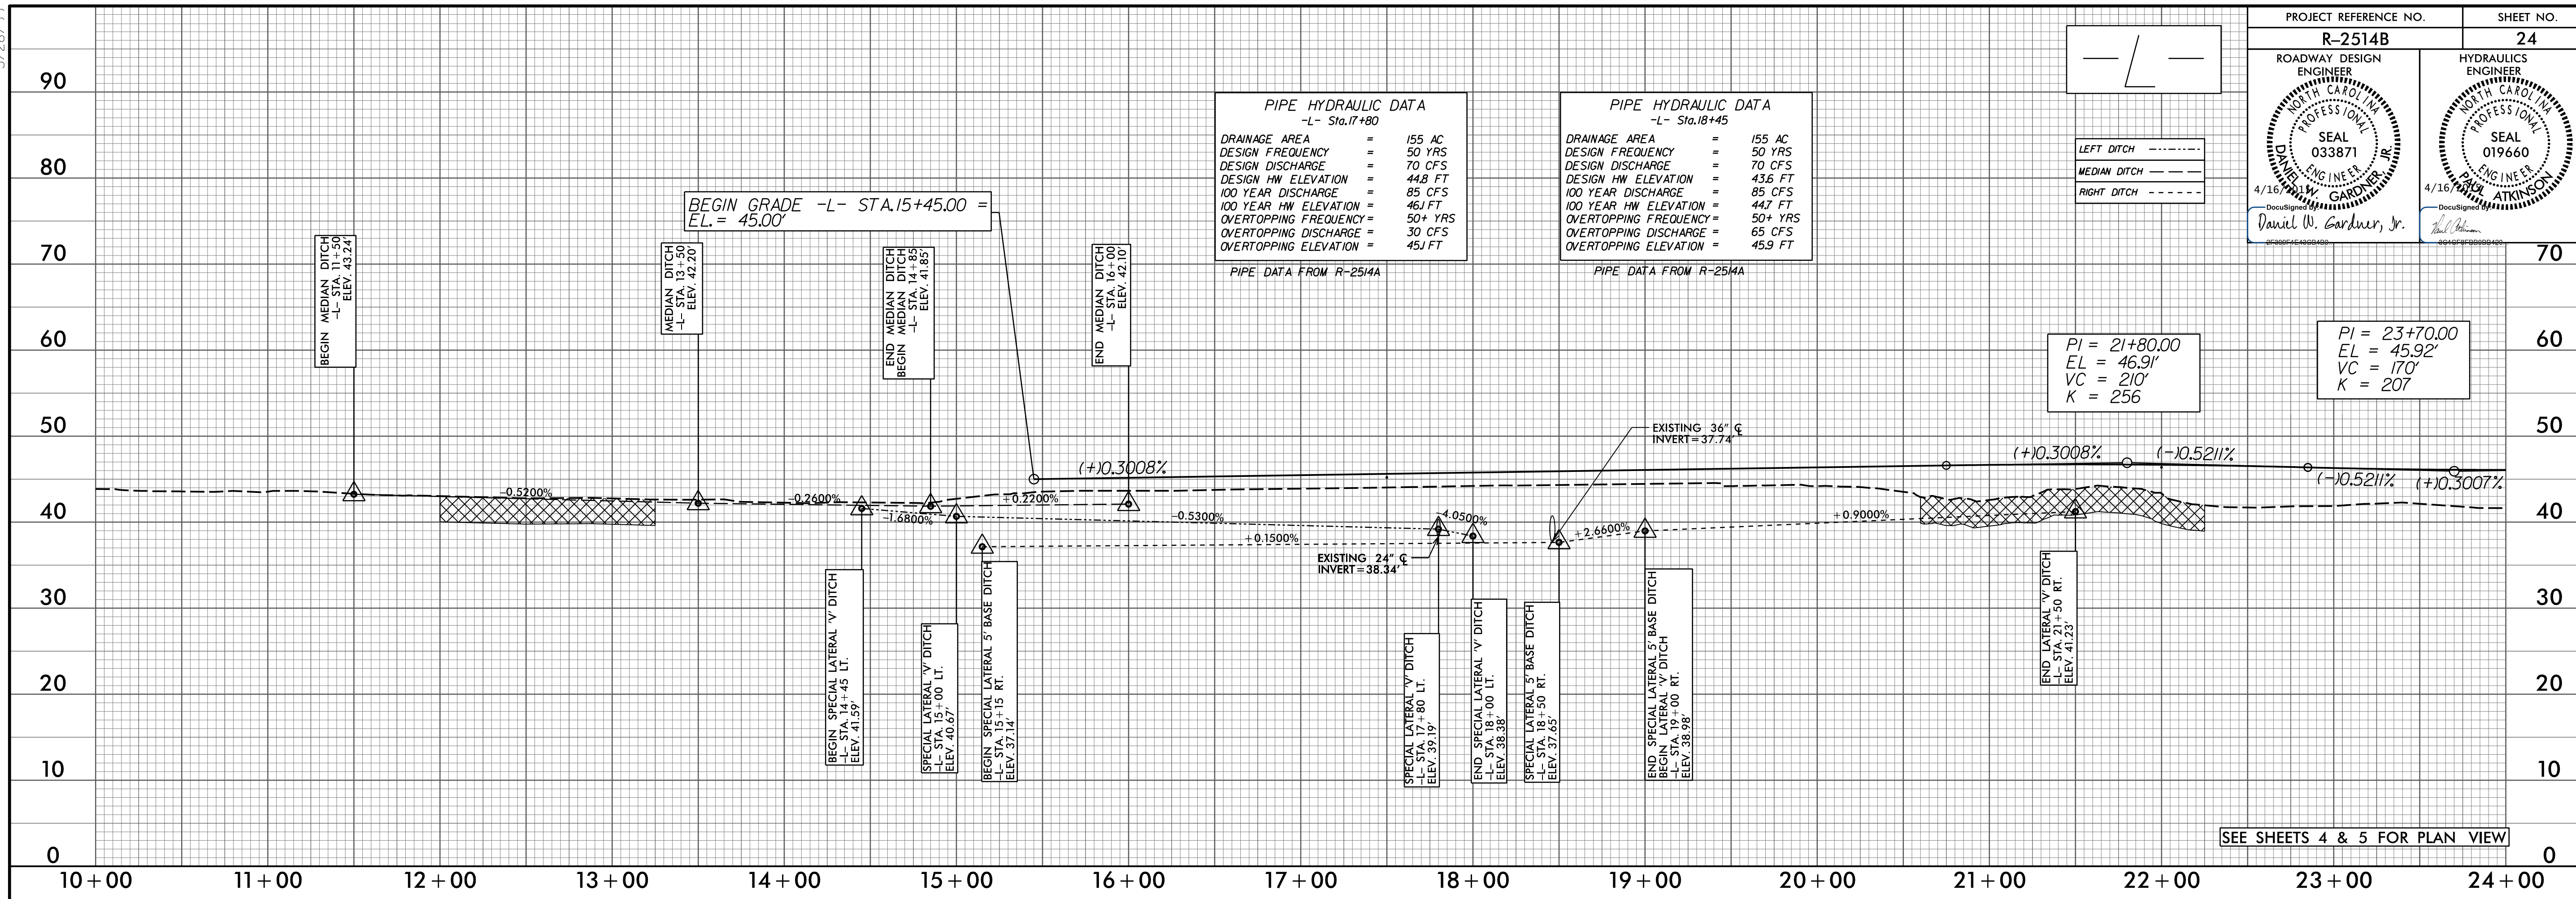 PROJECT REFERENCE NO.
SHEET NO.
R-2514B
24
ROADWAY DESIGN
ENGINEER
HYDRAULICS
ENGINEER
NORTH CAROLINA
PROFESSIONAL
SEAL
033871
ENGINEER
DANIEL W. GARDNER, JR.
DocuSigned by:
Daniel W. Gardner, Jr.
NORTH CAROLINA
PROFESSIONAL
SEAL
019660
ENGINEER
PAUL ATKINSON
DocuSigned by:
-L-
LEFT DITCH
MEDIAN DITCH
RIGHT DITCH
PIPE HYDRAULIC DATA
-L- Sta.17+80
DRAINAGE AREA = 155 AC
DESIGN FREQUENCY = 50 YRS
DESIGN DISCHARGE = 70 CFS
DESIGN HW ELEVATION = 44.8 FT
100 YEAR DISCHARGE = 85 CFS
100 YEAR HW ELEVATION = 46.1 FT
OVERTOPPING FREQUENCY = 50+ YRS
OVERTOPPING DISCHARGE = 30 CFS
OVERTOPPING ELEVATION = 45.1 FT
PIPE DATA FROM R-2514A
PIPE HYDRAULIC DATA
-L- Sta.18+45
DRAINAGE AREA = 155 AC
DESIGN FREQUENCY = 50 YRS
DESIGN DISCHARGE = 70 CFS
DESIGN HW ELEVATION = 43.6 FT
100 YEAR DISCHARGE = 85 CFS
100 YEAR HW ELEVATION = 44.7 FT
OVERTOPPING FREQUENCY = 50+ YRS
OVERTOPPING DISCHARGE = 65 CFS
OVERTOPPING ELEVATION = 45.9 FT
PIPE DATA FROM R-2514A
BEGIN GRADE -L- STA.15+45.00 =
EL.= 45.00'
BEGIN MEDIAN DITCH
-L- STA. 11+50
ELEV. 43.24'
MEDIAN DITCH
-L- STA. 13+50
ELEV. 42.20'
END MEDIAN DITCH
BEGIN MEDIAN DITCH
-L- STA. 14+85
ELEV. 41.85'
END MEDIAN DITCH
-L- STA. 16+00
ELEV. 42.10'
PI = 21+80.00
EL = 46.91'
VC = 210'
K = 256
PI = 23+70.00
EL = 45.92'
VC = 170'
K = 207
EXISTING 36" ℄
INVERT=37.74'
(+)0.3008%
(+)0.3008%
(-)0.5211%
(-)0.5211%
(+)0.3007%
-0.5200%
-0.2600%
+0.2200%
-1.6800%
-0.5300%
-4.0500%
+0.1500%
+2.6600%
+0.9000%
EXISTING 24" ℄
INVERT=38.34'
BEGIN SPECIAL LATERAL 'V' DITCH
-L- STA. 14+45 LT.
ELEV. 41.59'
SPECIAL LATERAL 'V' DITCH
-L- STA. 15+00 LT.
ELEV. 40.67'
BEGIN SPECIAL LATERAL 5' BASE DITCH
-L- STA. 15+15 RT.
ELEV. 37.14'
SPECIAL LATERAL 'V' DITCH
-L- STA. 17+80 LT.
ELEV. 39.19'
END SPECIAL LATERAL 'V' DITCH
-L- STA. 18+00 LT.
ELEV. 38.38'
SPECIAL LATERAL 5' BASE DITCH
-L- STA. 18+50 RT.
ELEV. 37.65'
END SPECIAL LATERAL 5' BASE DITCH
BEGIN LATERAL 'V' DITCH
-L- STA. 19+00 RT.
ELEV. 38.98'
END LATERAL 'V' DITCH
-L- STA. 21+50 RT.
ELEV. 41.23'
SEE SHEETS 4 & 5 FOR PLAN VIEW
90
80
70
60
50
40
30
20
10
0
70
60
50
40
30
20
10
0
10+00
11+00
12+00
13+00
14+00
15+00
16+00
17+00
18+00
19+00
20+00
21+00
22+00
23+00
24+00